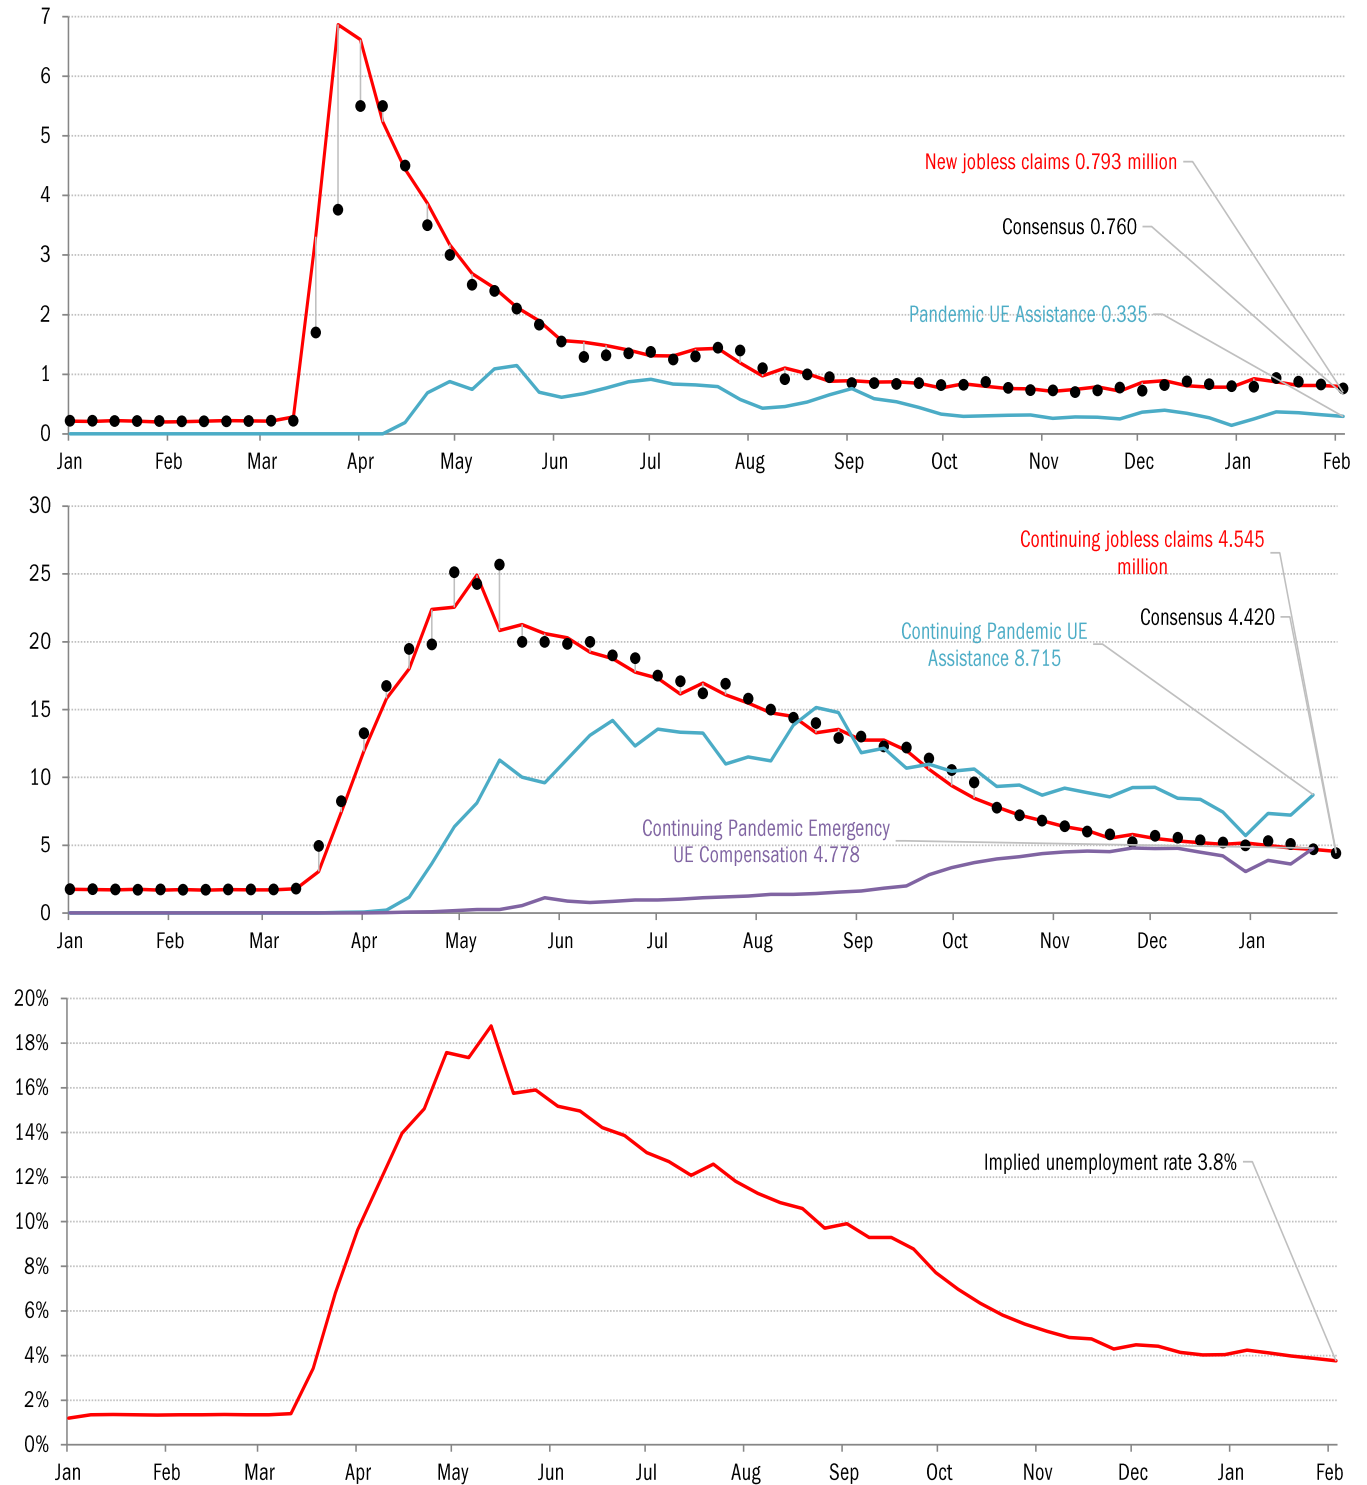 7
6
5
4
3
2
1
0
New jobless claims 0.793 million
Consensus 0.760
Pandemic UE Assistance 0.335
Jan Feb Mar Apr May Jun Jul Aug Sep Oct Nov Dec Jan Feb
30
25
20
15
10
5
0
Continuing jobless claims 4.545
million
Consensus 4.420
Continuing Pandemic UE
Assistance 8.715
Continuing Pandemic Emergency
UE Compensation 4.778
Jan Feb Mar Apr May Jun Jul Aug Sep Oct Nov Dec Jan
20%
18%
16%
14%
12%
10%
8%
6%
4%
2%
0%
Implied unemployment rate 3.8%
Jan Feb Mar Apr May Jun Jul Aug Sep Oct Nov Dec Jan Feb